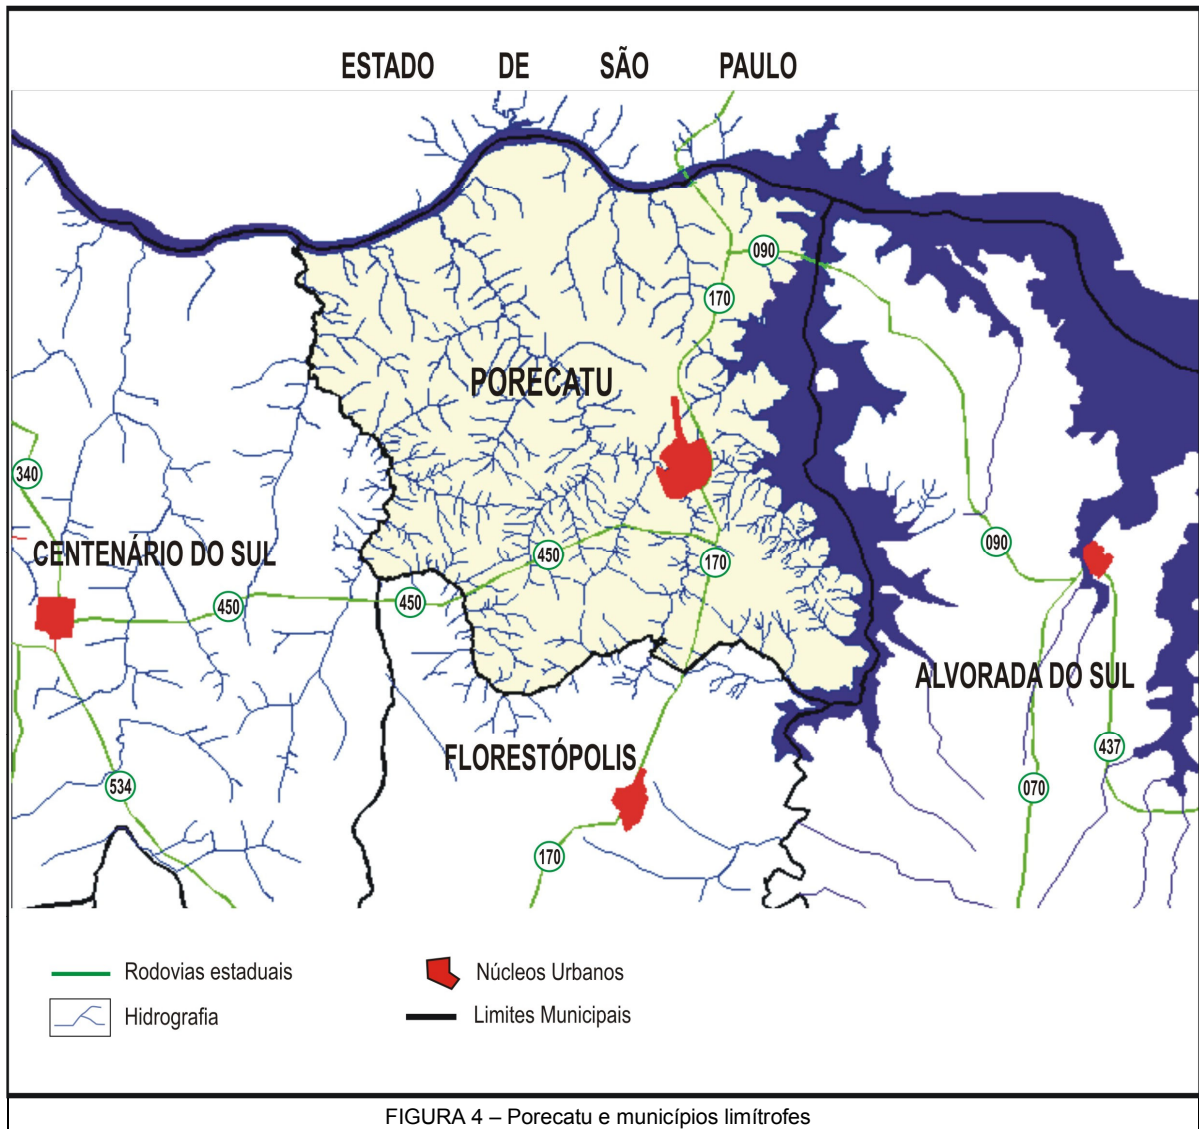 ESTADO DE SÃO PAULO
090
170
PORECATU
340
CENTENÁRIO DO SUL
450
170
090
450
450
ALVORADA DO SUL
FLORESTÓPOLIS
437
534
070
170
Rodovias estaduais
Núcleos Urbanos
Hidrografia
Limites Municipais
FIGURA 4 – Porecatu e municípios limítrofes